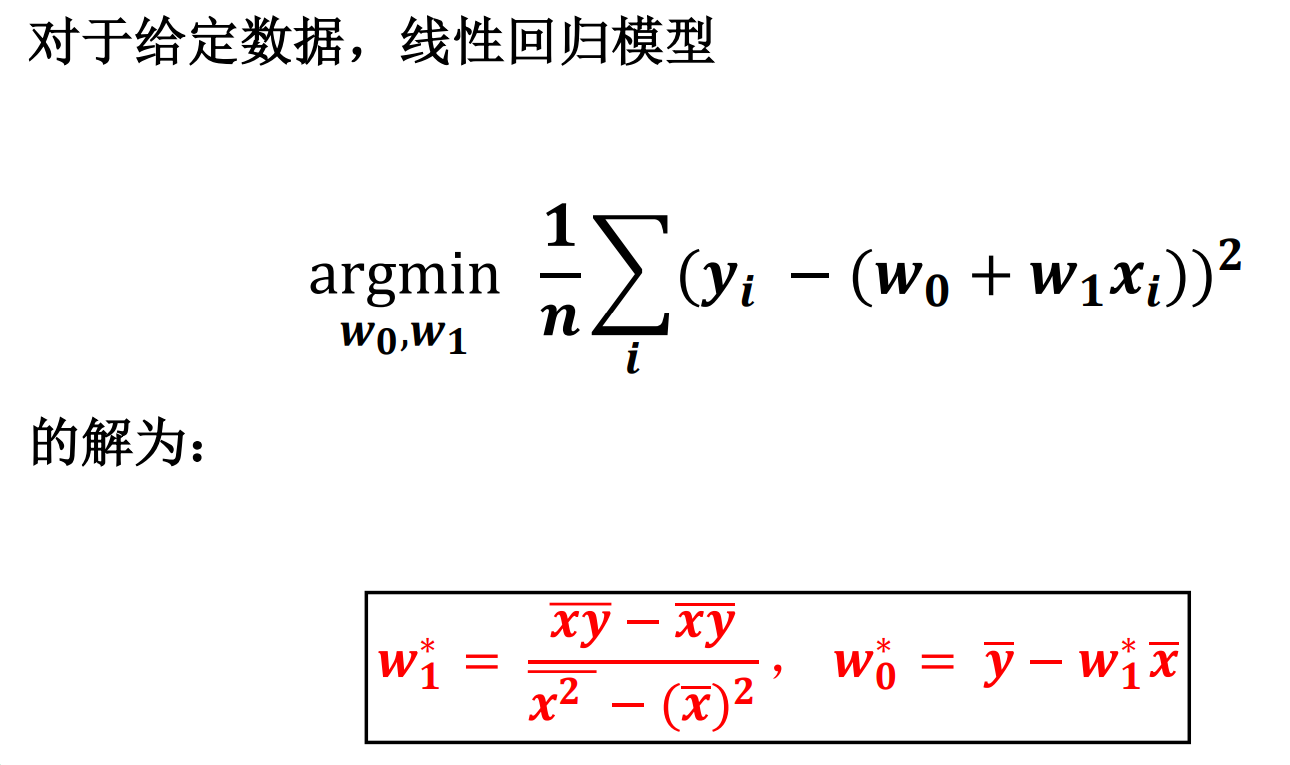 对于给定数据，线性回归模型
$\underset{w_0,w_1}{\operatorname{argmin}} \ \frac{1}{n}\sum_{i}(y_i - (w_0 + w_1 x_i))^2$
的解为：
$w_1^* = \frac{\overline{xy} - \overline{x}\overline{y}}{\overline{x^2} - (\overline{x})^2}, \quad w_0^* = \overline{y} - w_1^* \overline{x}$